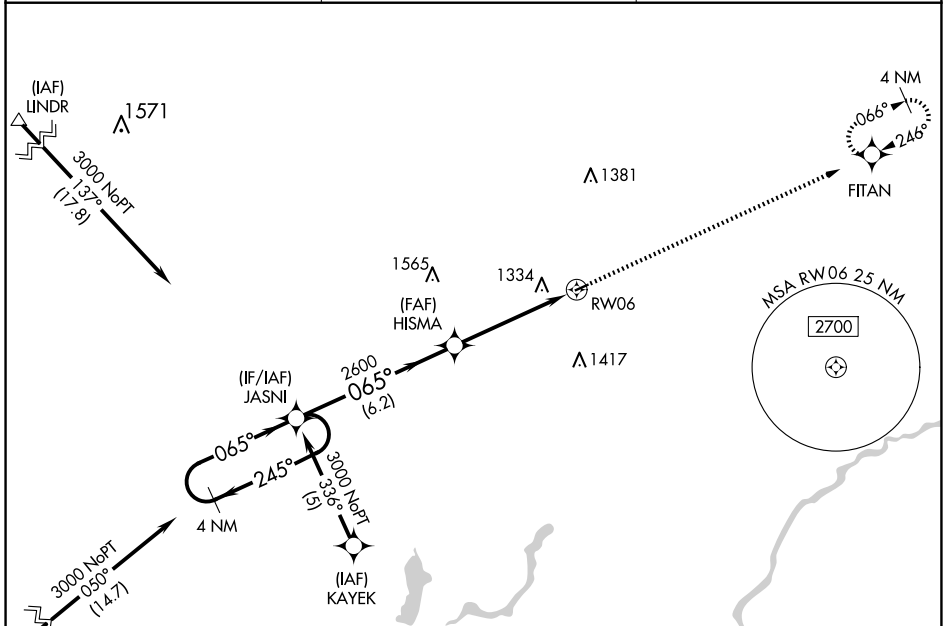 (IAF)
LINDR
1571
3000 NoPT
137°
(17.8)
4 NM
066°
246°
FITAN
1381
1565
1334
RW06
(FAF)
HISMA
MSA RW06 25 NM
2700
1417
2600
065°
(6.2)
(IF/IAF)
JASNI
065°
245°
4 NM
3000 NoPT
336°
(5)
(IAF)
KAYEK
3000 NoPT
050°
(14.7)